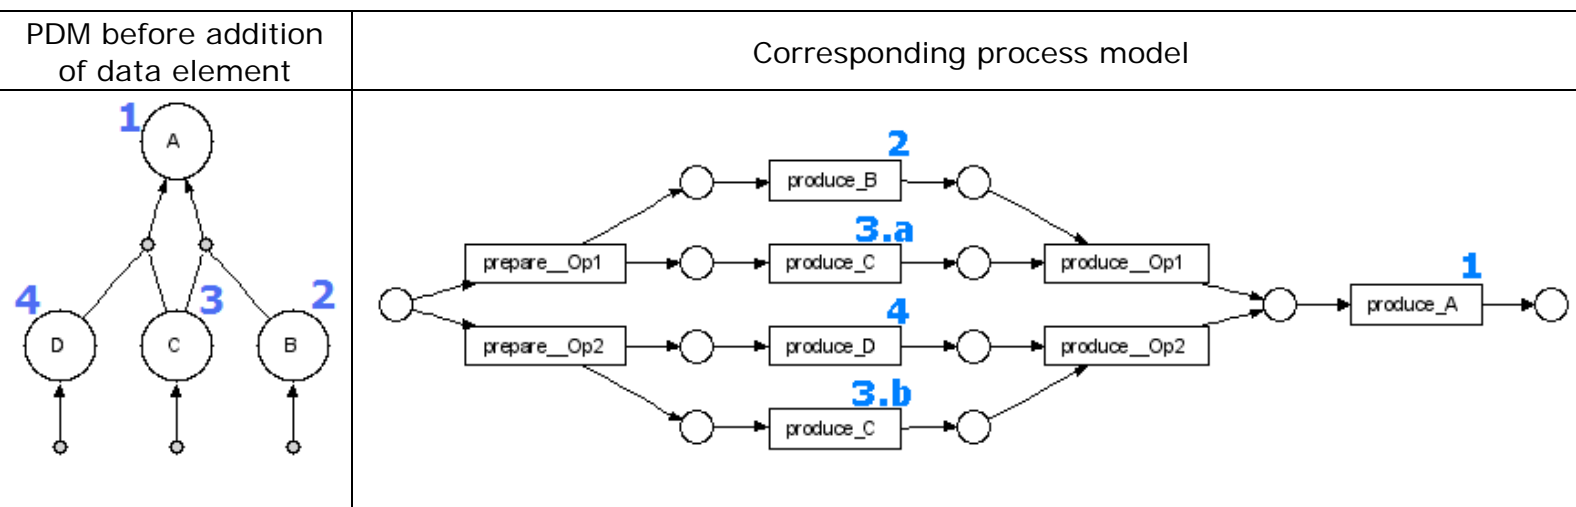 PDM before addition
of data element
Corresponding process model
1
A
4
3
2
D
C
B
2
produce_B
3.a
prepare__Op1
produce_C
produce__Op1
1
produce_A
4
prepare__Op2
produce_D
produce__Op2
3.b
produce_C